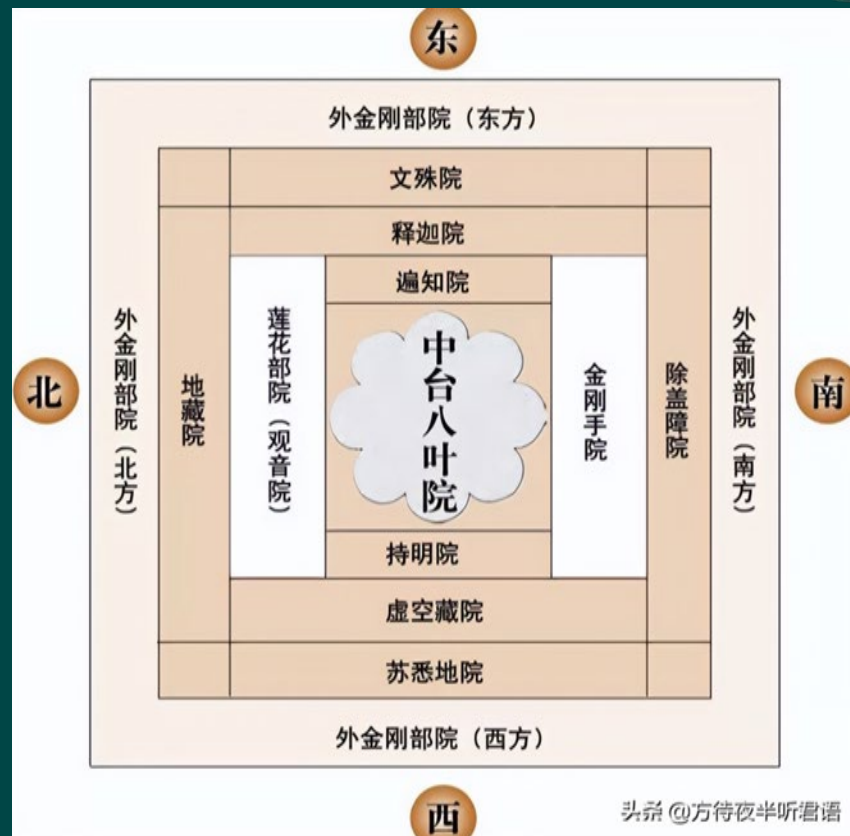 东
外金刚部院（东方）
文殊院
释迦院
遍知院
北
外金刚部院（北方）
地藏院
莲花部院（观音院）
中台八叶院
金刚手院
除盖障院
外金刚部院（南方）
南
持明院
虚空藏院
苏悉地院
外金刚部院（西方）
西
头条 @方待夜半听君语